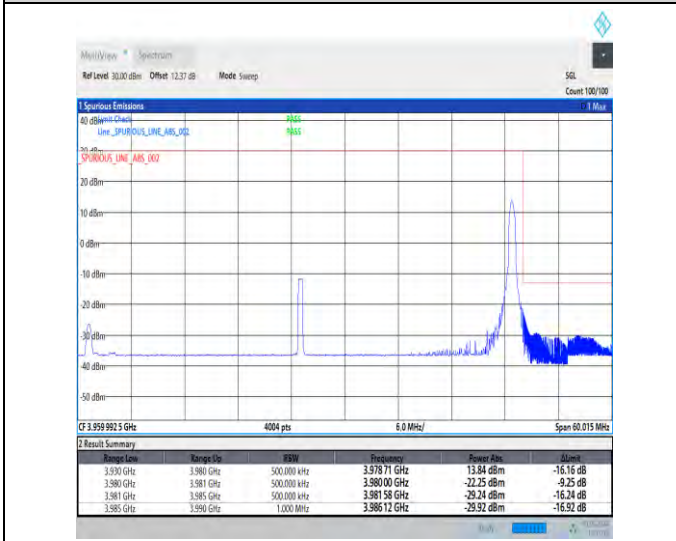 MultiView Spectrum
Ref Level 30.00 dBm Offset 12.37 dB Mode Sweep SGL
Count 100/100
1 Spurious Emissions 1 Max
40 dBm Limit Check PASS
Line _SPURIOUS_LINE_ABS_002 PASS
30 dBm
_SPURIOUS_LINE_ABS_002
20 dBm
10 dBm
0 dBm
-10 dBm
-20 dBm
-30 dBm
-40 dBm
-50 dBm
CF 3.959 992 5 GHz 4004 pts 6.0 MHz/ Span 60.015 MHz
2 Result Summary
Range Low Range Up RBW Frequency Power Abs ΔLimit
3.930 GHz 3.980 GHz 500.000 kHz 3.978 71 GHz 13.84 dBm -16.16 dB
3.980 GHz 3.981 GHz 500.000 kHz 3.980 00 GHz -22.25 dBm -9.25 dB
3.981 GHz 3.985 GHz 500.000 kHz 3.981 58 GHz -29.24 dBm -16.24 dB
3.985 GHz 3.990 GHz 1.000 MHz 3.986 12 GHz -29.92 dBm -16.92 dB